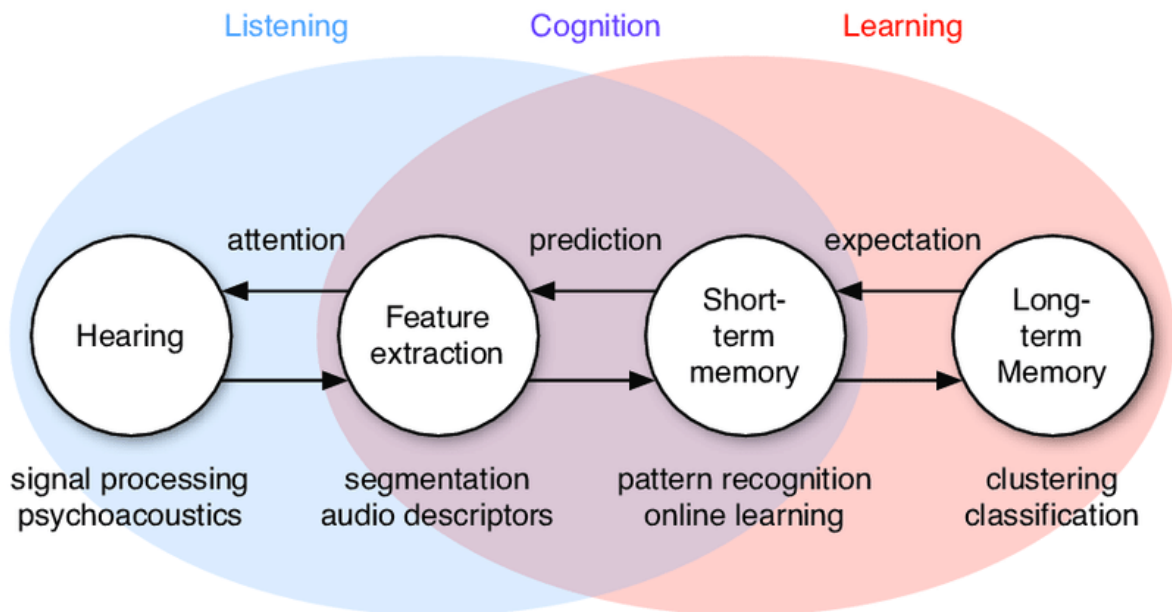 Listening
Cognition
Learning
attention
prediction
expectation
Hearing
Feature
extraction
Short-
term
memory
Long-
term
Memory
signal processing
psychoacoustics
segmentation
audio descriptors
pattern recognition
online learning
clustering
classification